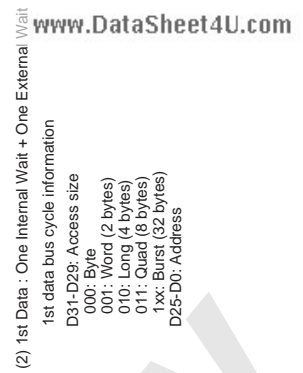 www.DataSheet4U.com
(2) 1st Data : One Internal Wait + One External Wait
1st data bus cycle information
D31-D29: Access size
000: Byte
001: Word (2 bytes)
010: Long (4 bytes)
011: Quad (8 bytes)
1xx: Burst (32 bytes)
D25-D0: Address